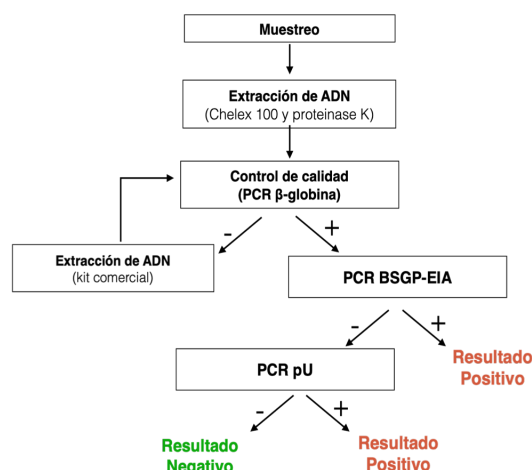 Muestreo
Extracción de ADN
(Chelex 100 y proteinase K)
Control de calidad
(PCR β-globina)
-
+
Extracción de ADN
(kit comercial)
PCR BSGP-EIA
-
+
Resultado
Positivo
PCR pU
-
+
Resultado
Negativo
Resultado
Positivo